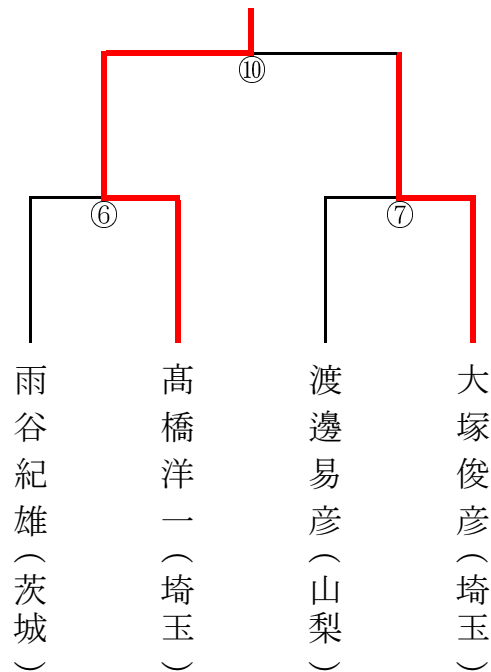 ⑩
⑥
⑦
雨谷紀雄（茨城）
髙橋洋一（埼玉）
渡邊易彦（山梨）
大塚俊彦（埼玉）